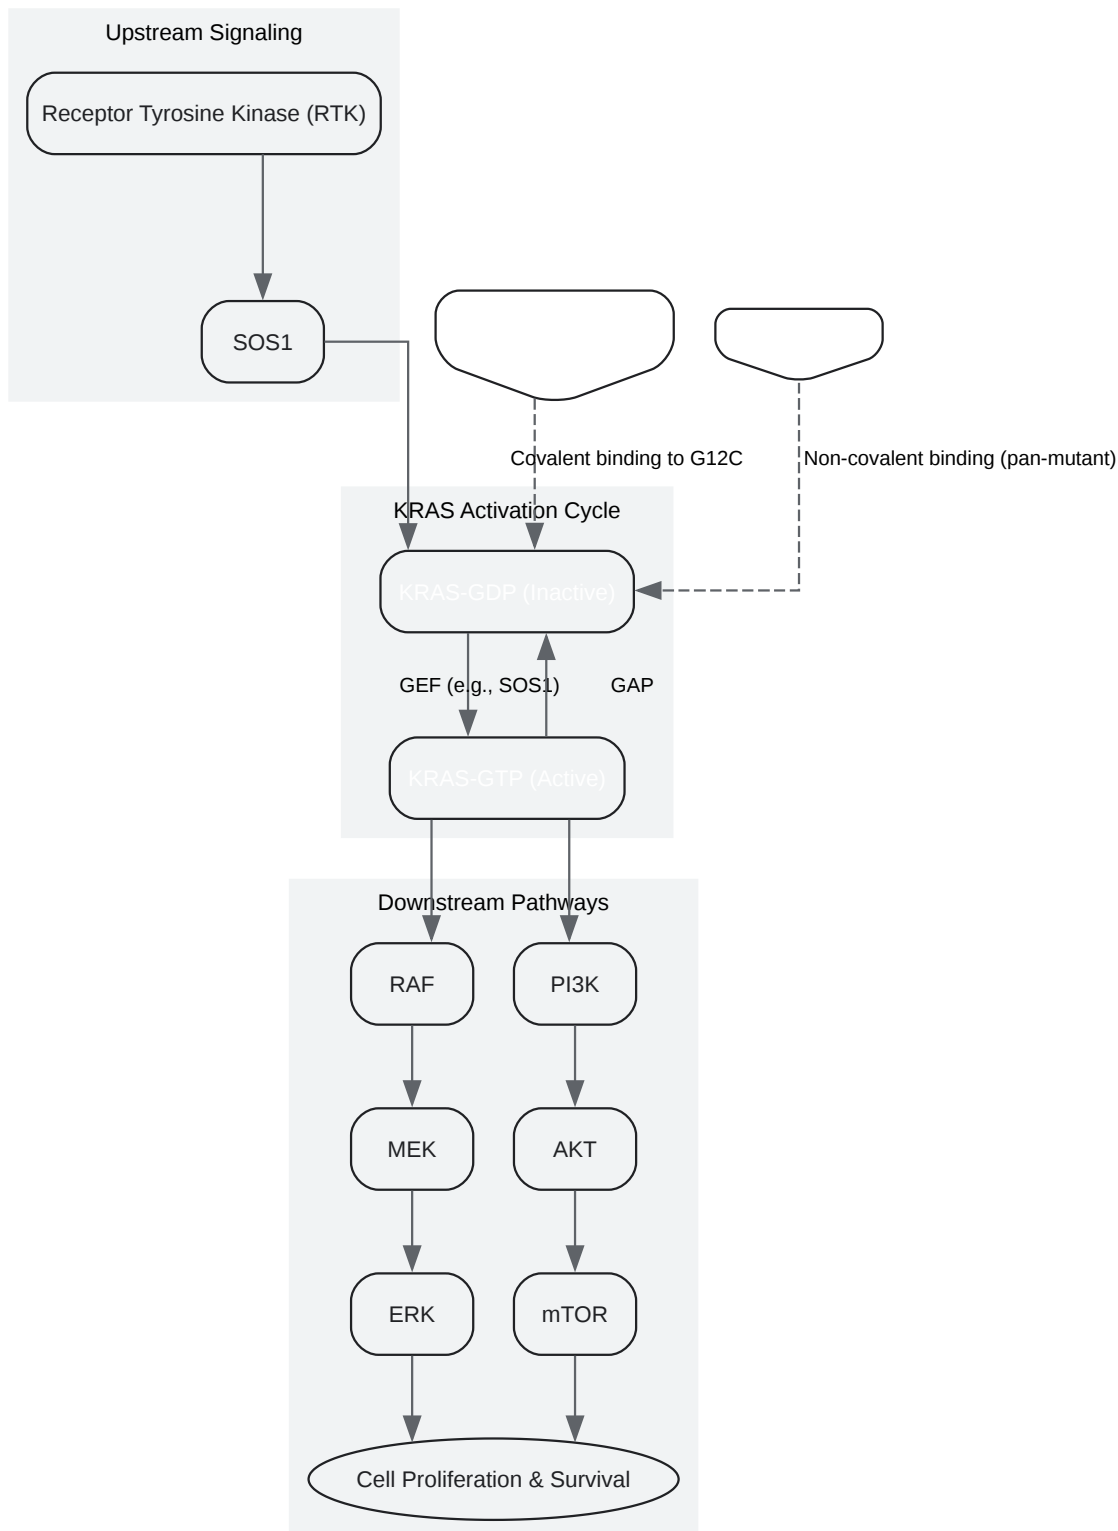 Upstream Signaling
Receptor Tyrosine Kinase (RTK)
SOS1
Covalent binding to G12C
Non-covalent binding (pan-mutant)
KRAS Activation Cycle
KRAS-GDP (Inactive)
GEF (e.g., SOS1)
GAP
KRAS-GTP (Active)
Downstream Pathways
RAF
PI3K
MEK
AKT
ERK
mTOR
Cell Proliferation & Survival